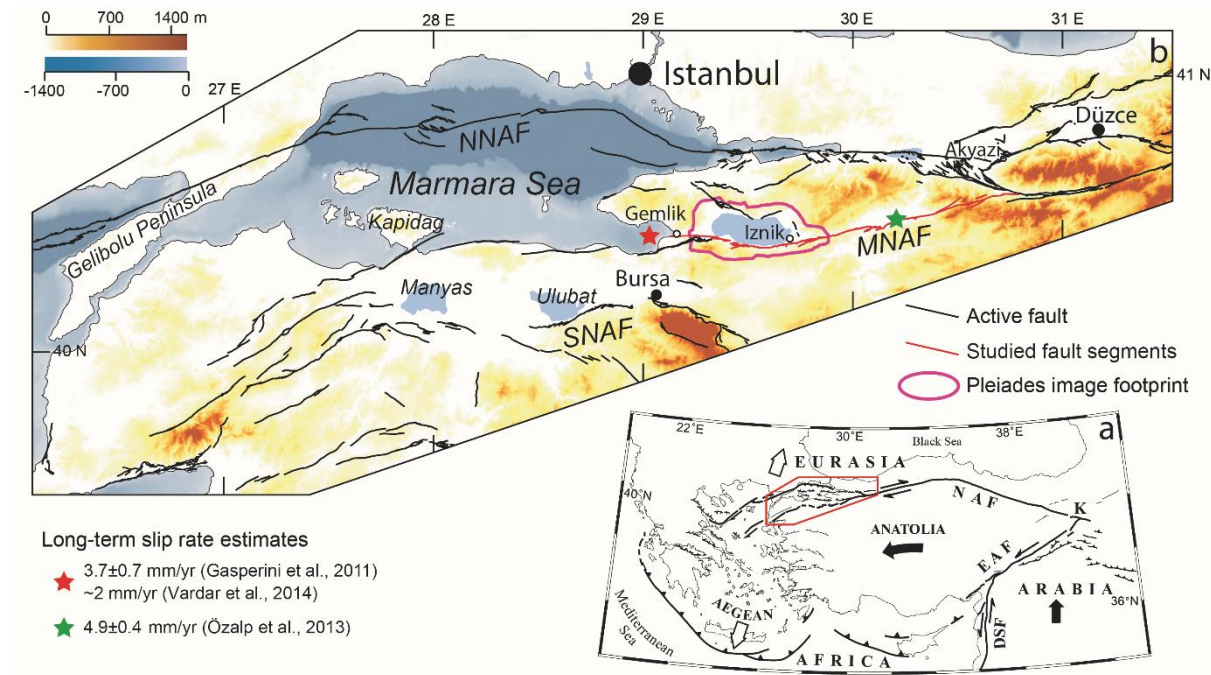 0 700 1400 m
-1400 -700 0
27 E
28 E
29 E
30 E
31 E
b
41 N
40 N
Istanbul
Düzce
Akyazı
NNAF
Marmara Sea
Gelibolu Peninsula
Kapidag
Gemlik
Iznik
MNAF
Manyas
Ulubat
Bursa
SNAF
Active fault
Studied fault segments
Pleiades image footprint
Long-term slip rate estimates
3.7±0.7 mm/yr (Gasperini et al., 2011)
~2 mm/yr (Vardar et al., 2014)
4.9±0.4 mm/yr (Özalp et al., 2013)
a
22°E
30°E
38°E
Black Sea
EURASIA
40°N
NAF
K
ANATOLIA
EAF
ARABIA
36°N
AEGEAN
DSF
Mediterranean
Sea
AFRICA